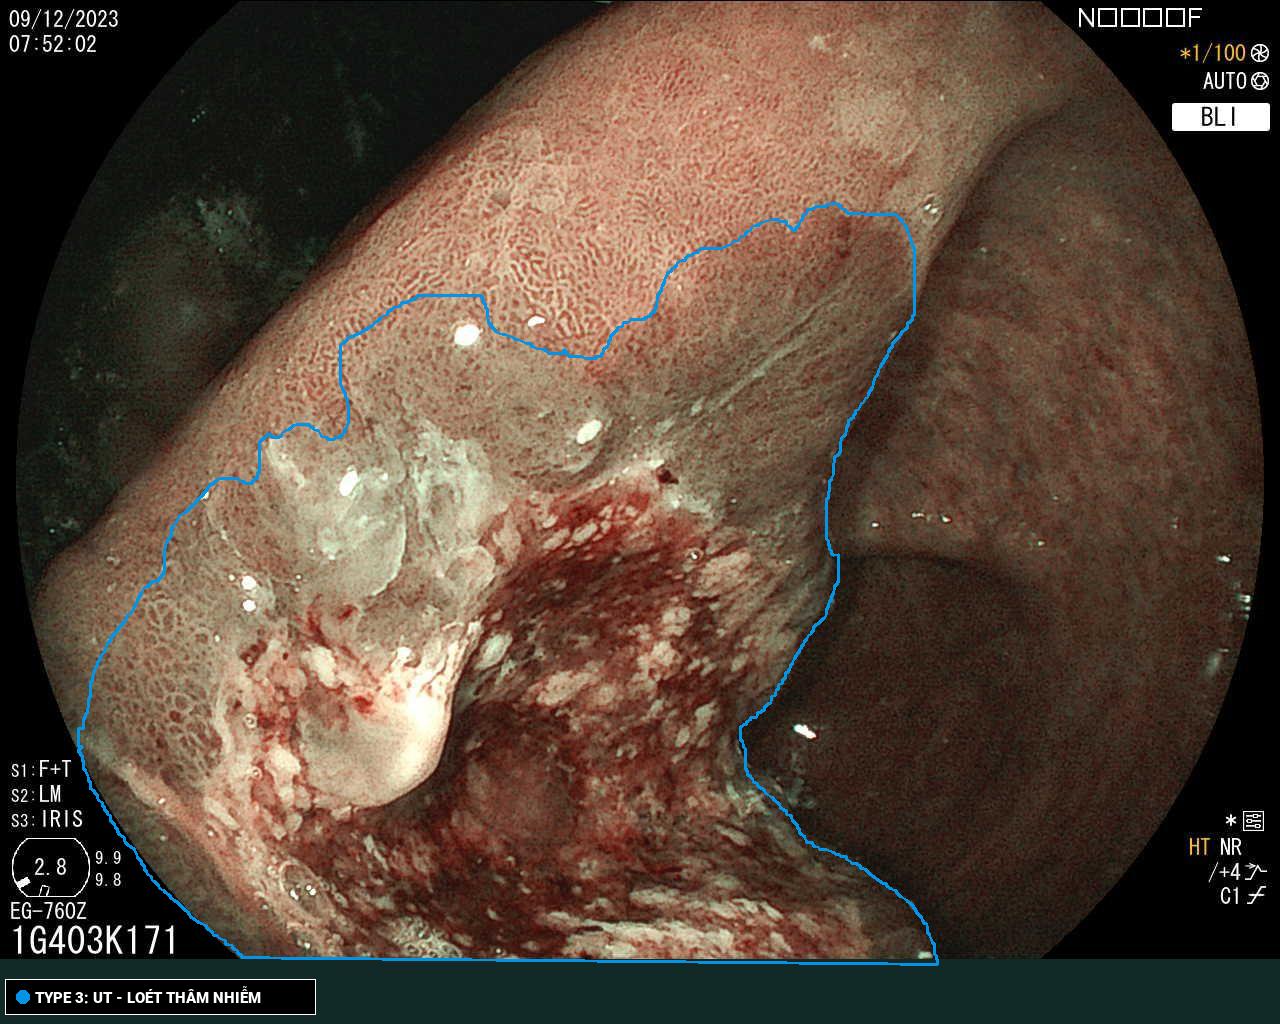 09/12/2023
07:52:02
N□□□□F
*1/100
AUTO
BLI
S1:F+T
S2:LM
S3:IRIS
2.8
9.9
9.8
EG-760Z
1G403K171
*
HT NR
/+4
C1
TYPE 3: UT - LOÉT THÂM NHIỄM